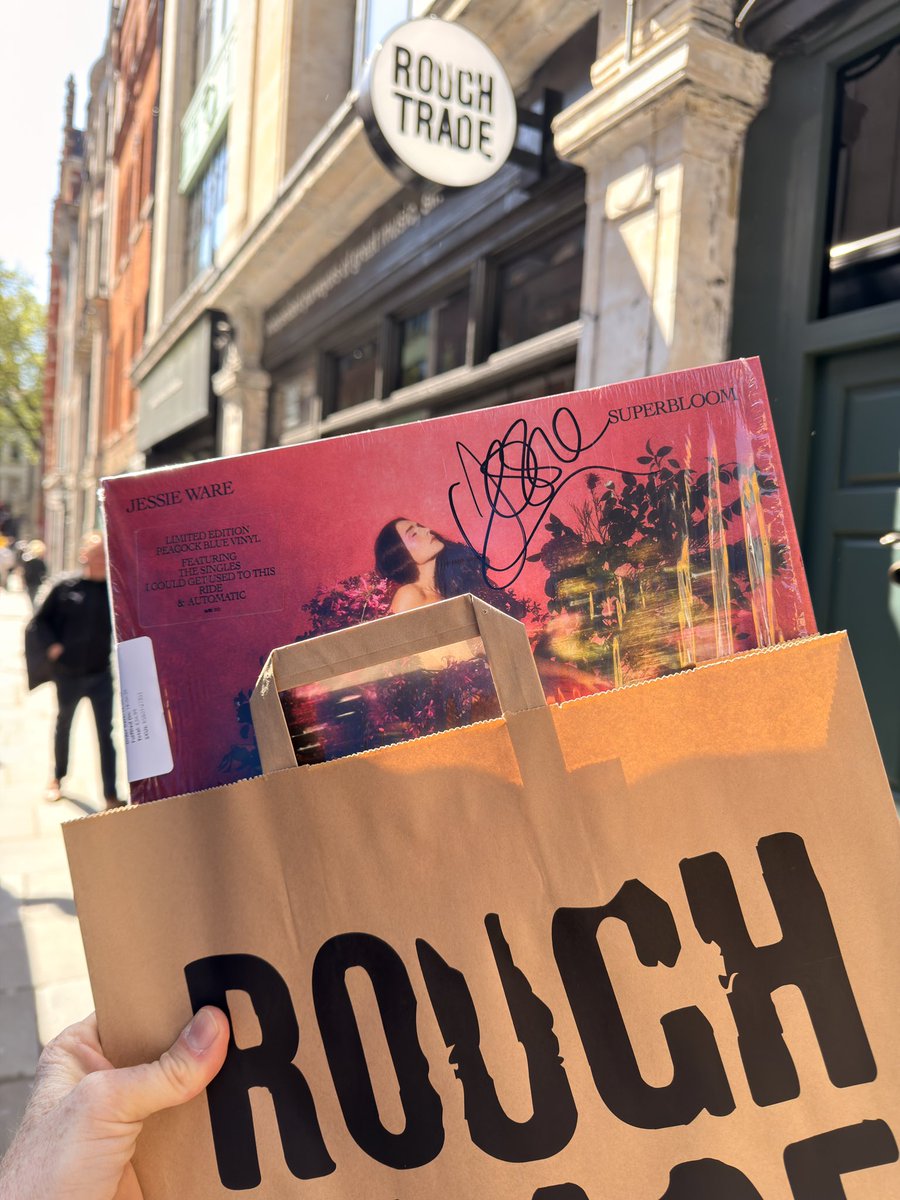 ROUGH
TRADE
JESSIE WARE
SUPERBLOOM
Jessie
LIMITED EDITION
PEACOCK BLUE VINYL
FEATURING
THE SINGLES
I COULD GET USED TO THIS
RIDE
& AUTOMATIC
ROUGH